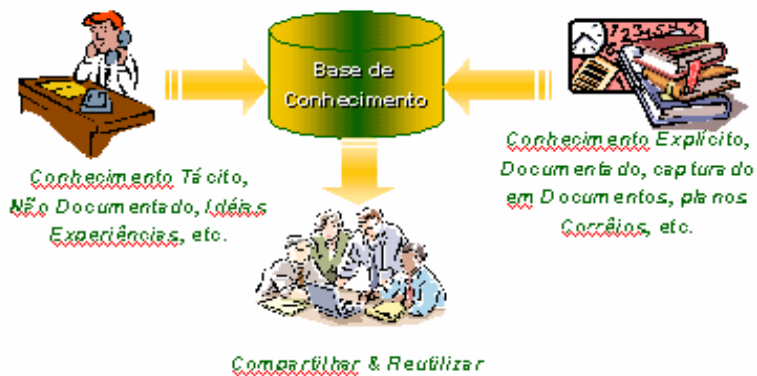 Base de
Conhecimento
Conhecimento Tácito,
Não Documentado, Idéias
Experiências, etc.
Conhecimento Explícito,
Documentado, capturado
em Documentos, planos
Corrêios, etc.
Compartilhar & Reutilizar